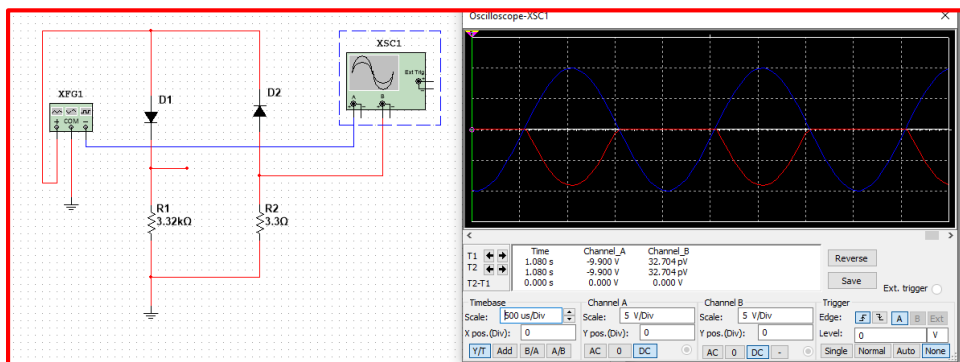 XFG1
COM
D1
D2
R1
3.32kΩ
R2
3.3Ω
XSC1
Ext Trig
A
B
Oscilloscope-XSC1
Time Channel_A Channel_B
T1 1.080 s -9.900 V 32.704 pV
T2 1.080 s -9.900 V 32.704 pV
T2-T1 0.000 s 0.000 V 0.000 V
Reverse
Save
Ext. trigger
Timebase
Scale: 500 us/Div
X pos.(Div): 0
Y/T Add B/A A/B
Channel A
Scale: 5 V/Div
Y pos.(Div): 0
AC 0 DC
Channel B
Scale: 5 V/Div
Y pos.(Div): 0
AC 0 DC -
Trigger
Edge: A B Ext
Level: 0 V
Single Normal Auto None